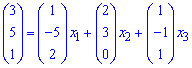 (3 5 1) = (1 -5 2) x₁ + (2 3 0) x₂ + (1 -1 1) x₃